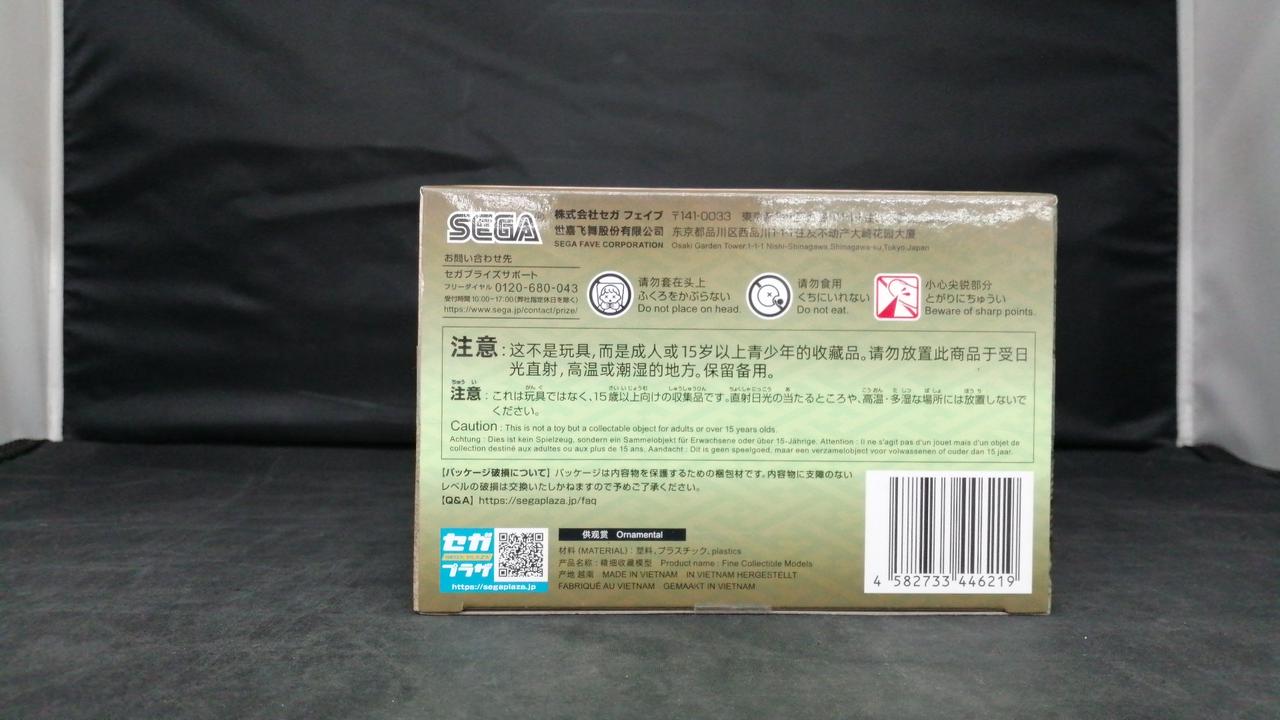 SEGA
株式会社セガ フェイブ 〒141-0033
世嘉飞舞股份有限公司 东京都品川区西品川1-1-1住友不动产大崎花园大厦
SEGA FAVE CORPORATION Osaki Garden Tower,1-1-1 Nishi-Shinagawa,Shinagawa-ku,Tokyo,Japan
お問い合わせ先
セガプライズサポート
フリーダイヤル 0120-680-043
受付時間 10:00~17:00(弊社指定休日を除く)
https://www.sega.jp/contact/prize/
请勿套在头上
ふくろをかぶらない
Do not place on head.
请勿食用
くちにいれない
Do not eat.
小心尖锐部分
とがりにちゅうい
Beware of sharp points.
注意：这不是玩具，而是成人或15岁以上青少年的收藏品。请勿放置此商品于受日
光直射，高温或潮湿的地方。保留备用。
注意：これは玩具ではなく、15歳以上向けの収集品です。直射日光の当たるところや、高温・多湿な場所には放置しないで
ください。
Caution : This is not a toy but a collectable object for adults or over 15 years olds.
Achtung : Dies ist kein Spielzeug, sondern ein Sammelobjekt für Erwachsene oder über 15-Jährige. Attention : Il ne s'agit pas d'un jouet mais d'un objet de
collection destiné aux adultes ou aux plus de 15 ans. Aandacht : Dit is geen speelgoed, maar een verzamelobject voor volwassenen of ouder dan 15 jaar.
【パッケージ破損について】パッケージは内容物を保護するための梱包材です。内容物に支障のない
レベルの破損は交換いたしかねますので予めご了承ください。
【Q&A】https://segaplaza.jp/faq
セガ
プラザ
https://segaplaza.jp
供观赏 Ornamental
材料 (MATERIAL)：塑料, プラスチック, plastics
产品名称：精细收藏模型 Product name : Fine Collectible Models
产地 越南 MADE IN VIETNAM IN VIETNAM HERGESTELLT
FABRIQUÉ AU VIETNAM GEMAAKT IN VIETNAM
4 582733 446219